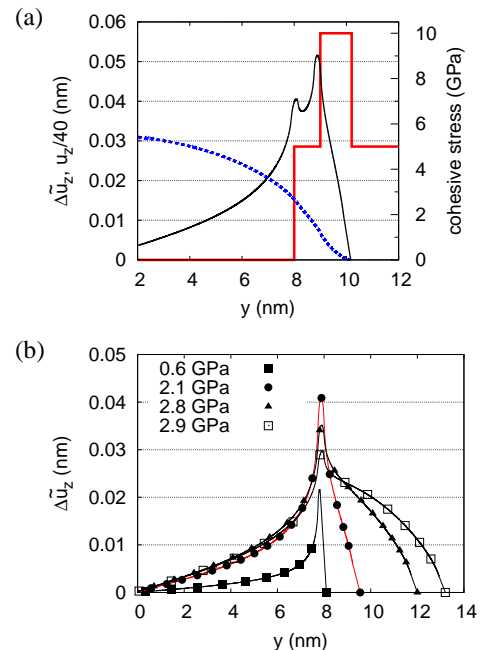 (a)
0.06
0.05
0.04
0.03
0.02
0.01
0
Δũz, uz/40 (nm)
10
8
6
4
2
0
cohesive stress (GPa)
2 4 6 8 10 12
y (nm)
(b)
0.05
0.04
0.03
0.02
0.01
0
Δũz (nm)
0.6 GPa
2.1 GPa
2.8 GPa
2.9 GPa
0 2 4 6 8 10 12 14
y (nm)